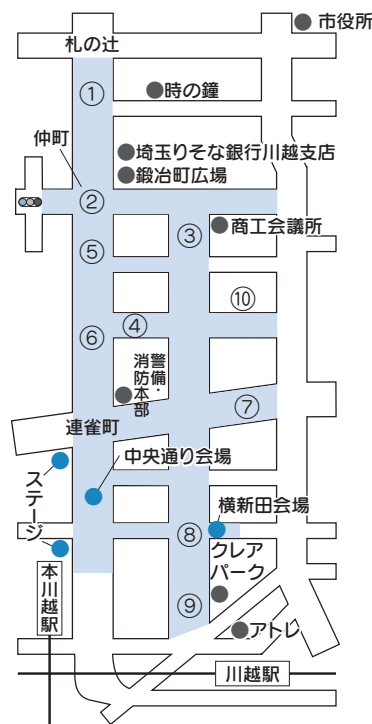 市役所
札の辻
①
時の鐘
仲町
埼玉りそな銀行川越支店
鍛冶町広場
②
③
商工会議所
⑤
⑩
④
⑥
警備・
消防本部
⑦
連雀町
中央通り会場
ステージ
横新田会場
⑧
クレア
パーク
本川越駅
⑨
アトレ
川越駅